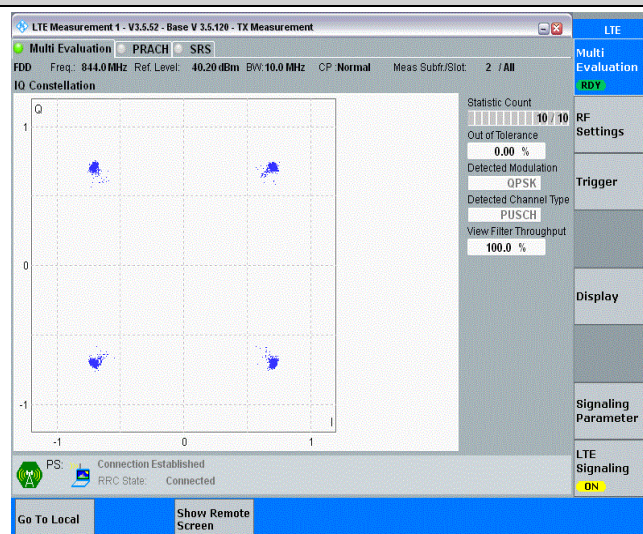 LTE Measurement 1 - V3.5.52 - Base V 3.5.120 - TX Measurement
LTE
Multi Evaluation PRACH SRS
Multi
Evaluation
RDY
FDD Freq.: 844.0 MHz Ref. Level: 40.20 dBm BW: 10.0 MHz CP : Normal Meas Subfr./Slot: 2 / All
IQ Constellation
Q
1
0
-1
-1 0 1
I
Statistic Count
10 / 10
Out of Tolerance
0.00 %
Detected Modulation
QPSK
Detected Channel Type
PUSCH
View Filter Throughput
100.0 %
RF
Settings
Trigger
Display
Signaling
Parameter
LTE
Signaling
ON
PS: Connection Established
RRC State: Connected
Go To Local
Show Remote
Screen